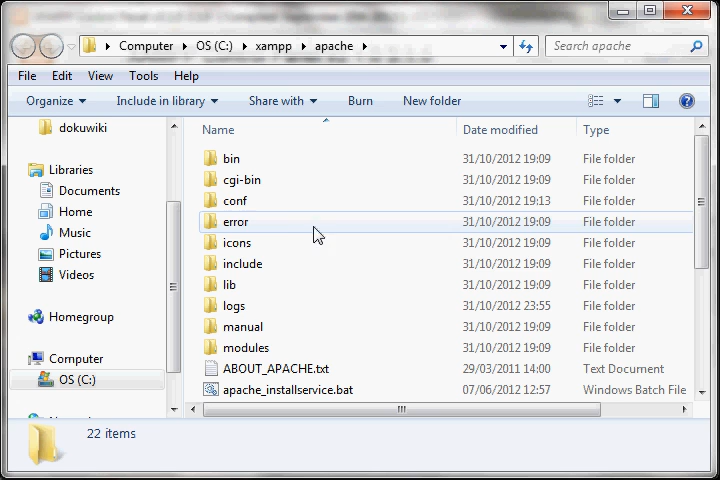 Computer OS (C:) xampp apache
Search apache
File Edit View Tools Help
Organize Include in library Share with Burn New folder
dokuwiki
Libraries
Documents
Home
Music
Pictures
Videos
Homegroup
Computer
OS (C:)
Name Date modified Type
bin 31/10/2012 19:09 File folder
cgi-bin 31/10/2012 19:09 File folder
conf 31/10/2012 19:13 File folder
error 31/10/2012 19:09 File folder
icons 31/10/2012 19:09 File folder
include 31/10/2012 19:09 File folder
lib 31/10/2012 19:09 File folder
logs 31/10/2012 23:55 File folder
manual 31/10/2012 19:09 File folder
modules 31/10/2012 19:09 File folder
ABOUT_APACHE.txt 29/03/2011 14:00 Text Document
apache_installservice.bat 07/06/2012 12:57 Windows Batch File
22 items